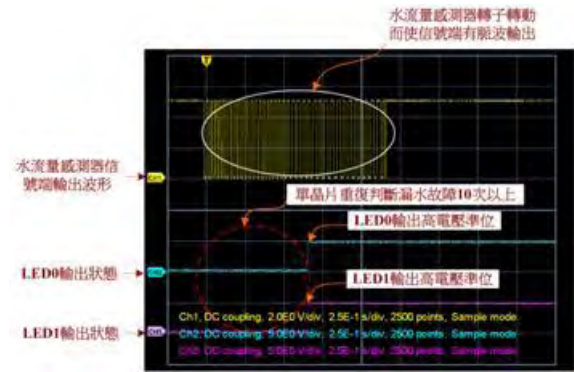 水流量感測器轉子轉動
而使信號端有脈波輸出
T
水流量感測器信
號端輸出波形
CH1
單晶片重復判斷漏水故障10次以上
LED0輸出高電壓準位
LED0輸出狀態
CH2
LED1輸出高電壓準位
Ch1, DC coupling, 2.0E0 V/div, 2.5E-1 s/div, 2500 points, Sample mode
Ch2, DC coupling, 5.0E0 V/div, 2.5E-1 s/div, 2500 points, Sample mode
LED1輸出狀態
CH3
Ch3, DC coupling, 5.0E0 V/div, 2.5E-1 s/div, 2500 points, Sample mode